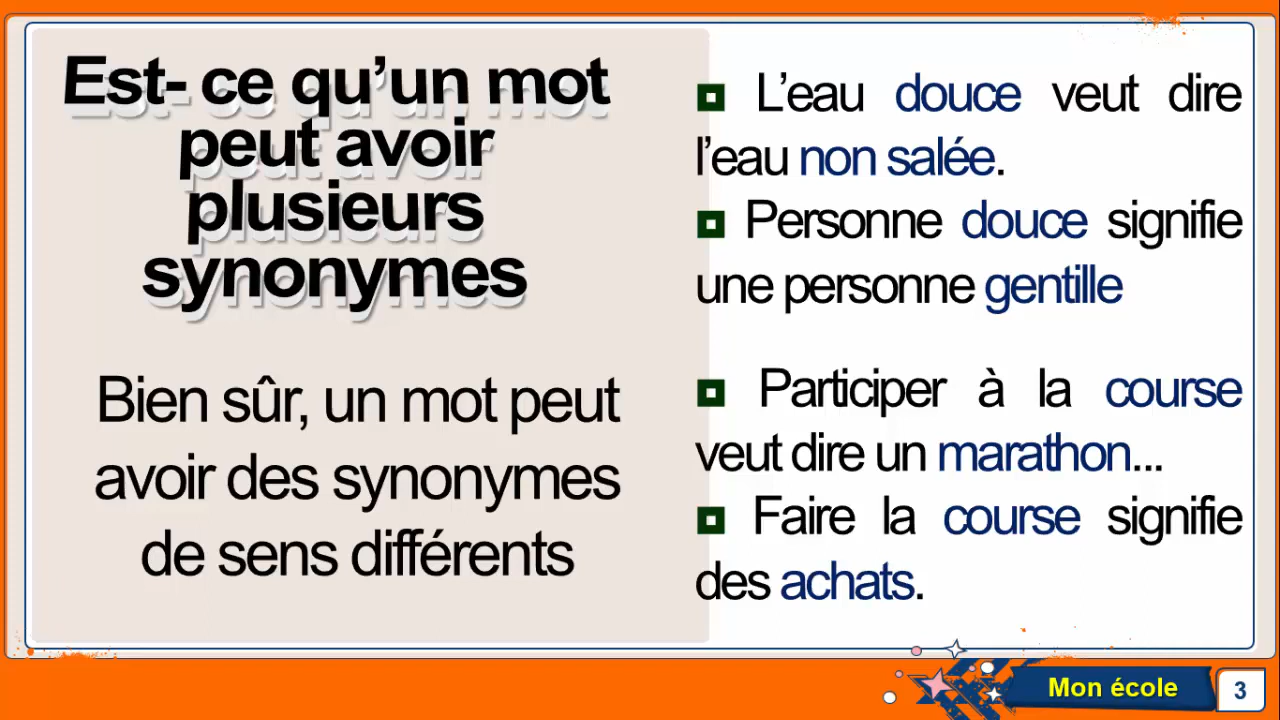 Est- ce qu’un mot
peut avoir
plusieurs
synonymes
Bien sûr, un mot peut
avoir des synonymes
de sens différents
L’eau douce veut dire
l’eau non salée.
Personne douce signifie
une personne gentille
Participer à la course
veut dire un marathon...
Faire la course signifie
des achats.
Mon école
3